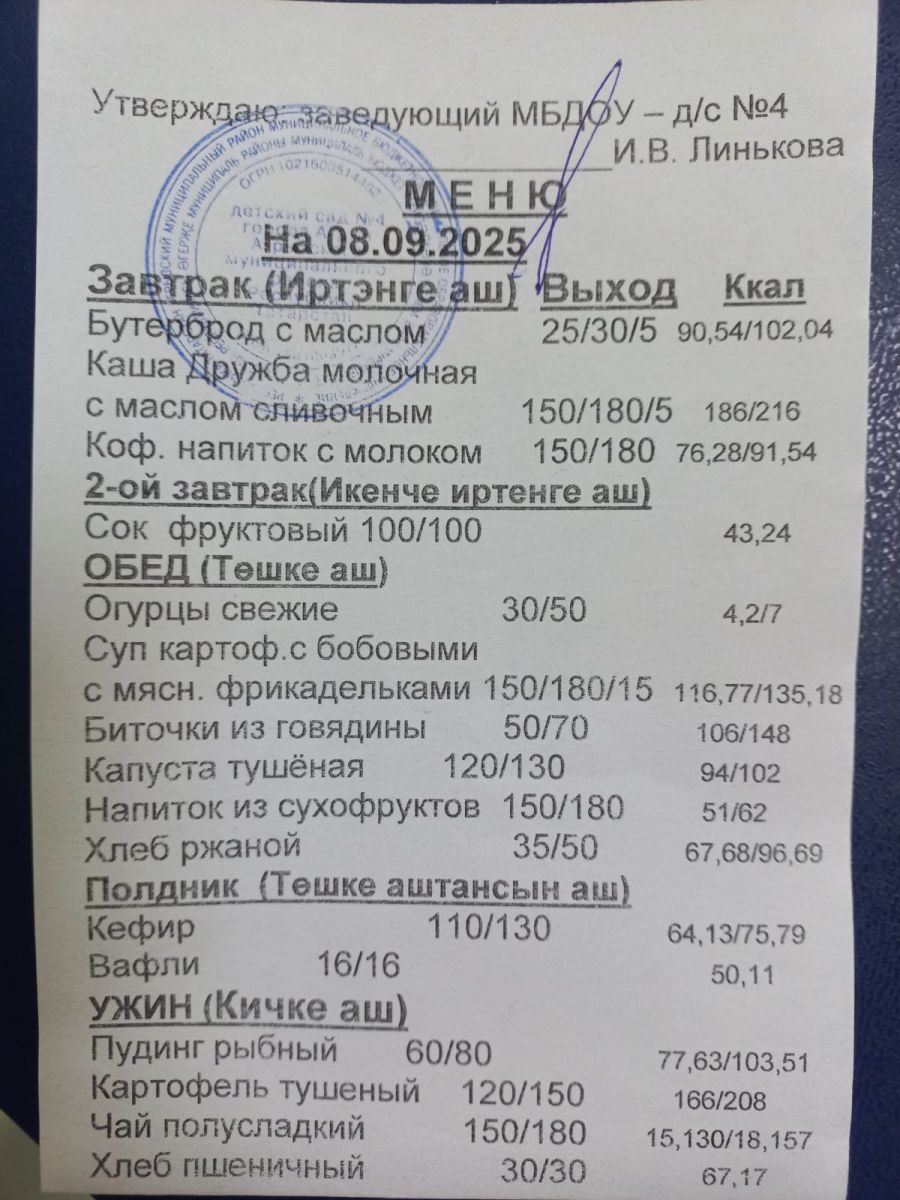 Утверждаю: заведующий МБДОУ – д/с №4
И.В. Линькова
М Е Н Ю
На 08.09.2025
Завтрак (Иртэнге аш) Выход Ккал
Бутерброд с маслом 25/30/5 90,54/102,04
Каша Дружба молочная
с маслом сливочным 150/180/5 186/216
Коф. напиток с молоком 150/180 76,28/91,54
2-ой завтрак(Икенче иртенге аш)
Сок фруктовый 100/100 43,24
ОБЕД (Төшке аш)
Огурцы свежие 30/50 4,2/7
Суп картоф.с бобовыми
с мясн. фрикадельками 150/180/15 116,77/135,18
Биточки из говядины 50/70 106/148
Капуста тушёная 120/130 94/102
Напиток из сухофруктов 150/180 51/62
Хлеб ржаной 35/50 67,68/96,69
Полдник (Төшке аштансын аш)
Кефир 110/130 64,13/75,79
Вафли 16/16 50,11
УЖИН (Кичке аш)
Пудинг рыбный 60/80 77,63/103,51
Картофель тушеный 120/150 166/208
Чай полусладкий 150/180 15,130/18,157
Хлеб пшеничный 30/30 67,17
ОГРН 1021600514462
детский сад №4
муниципального